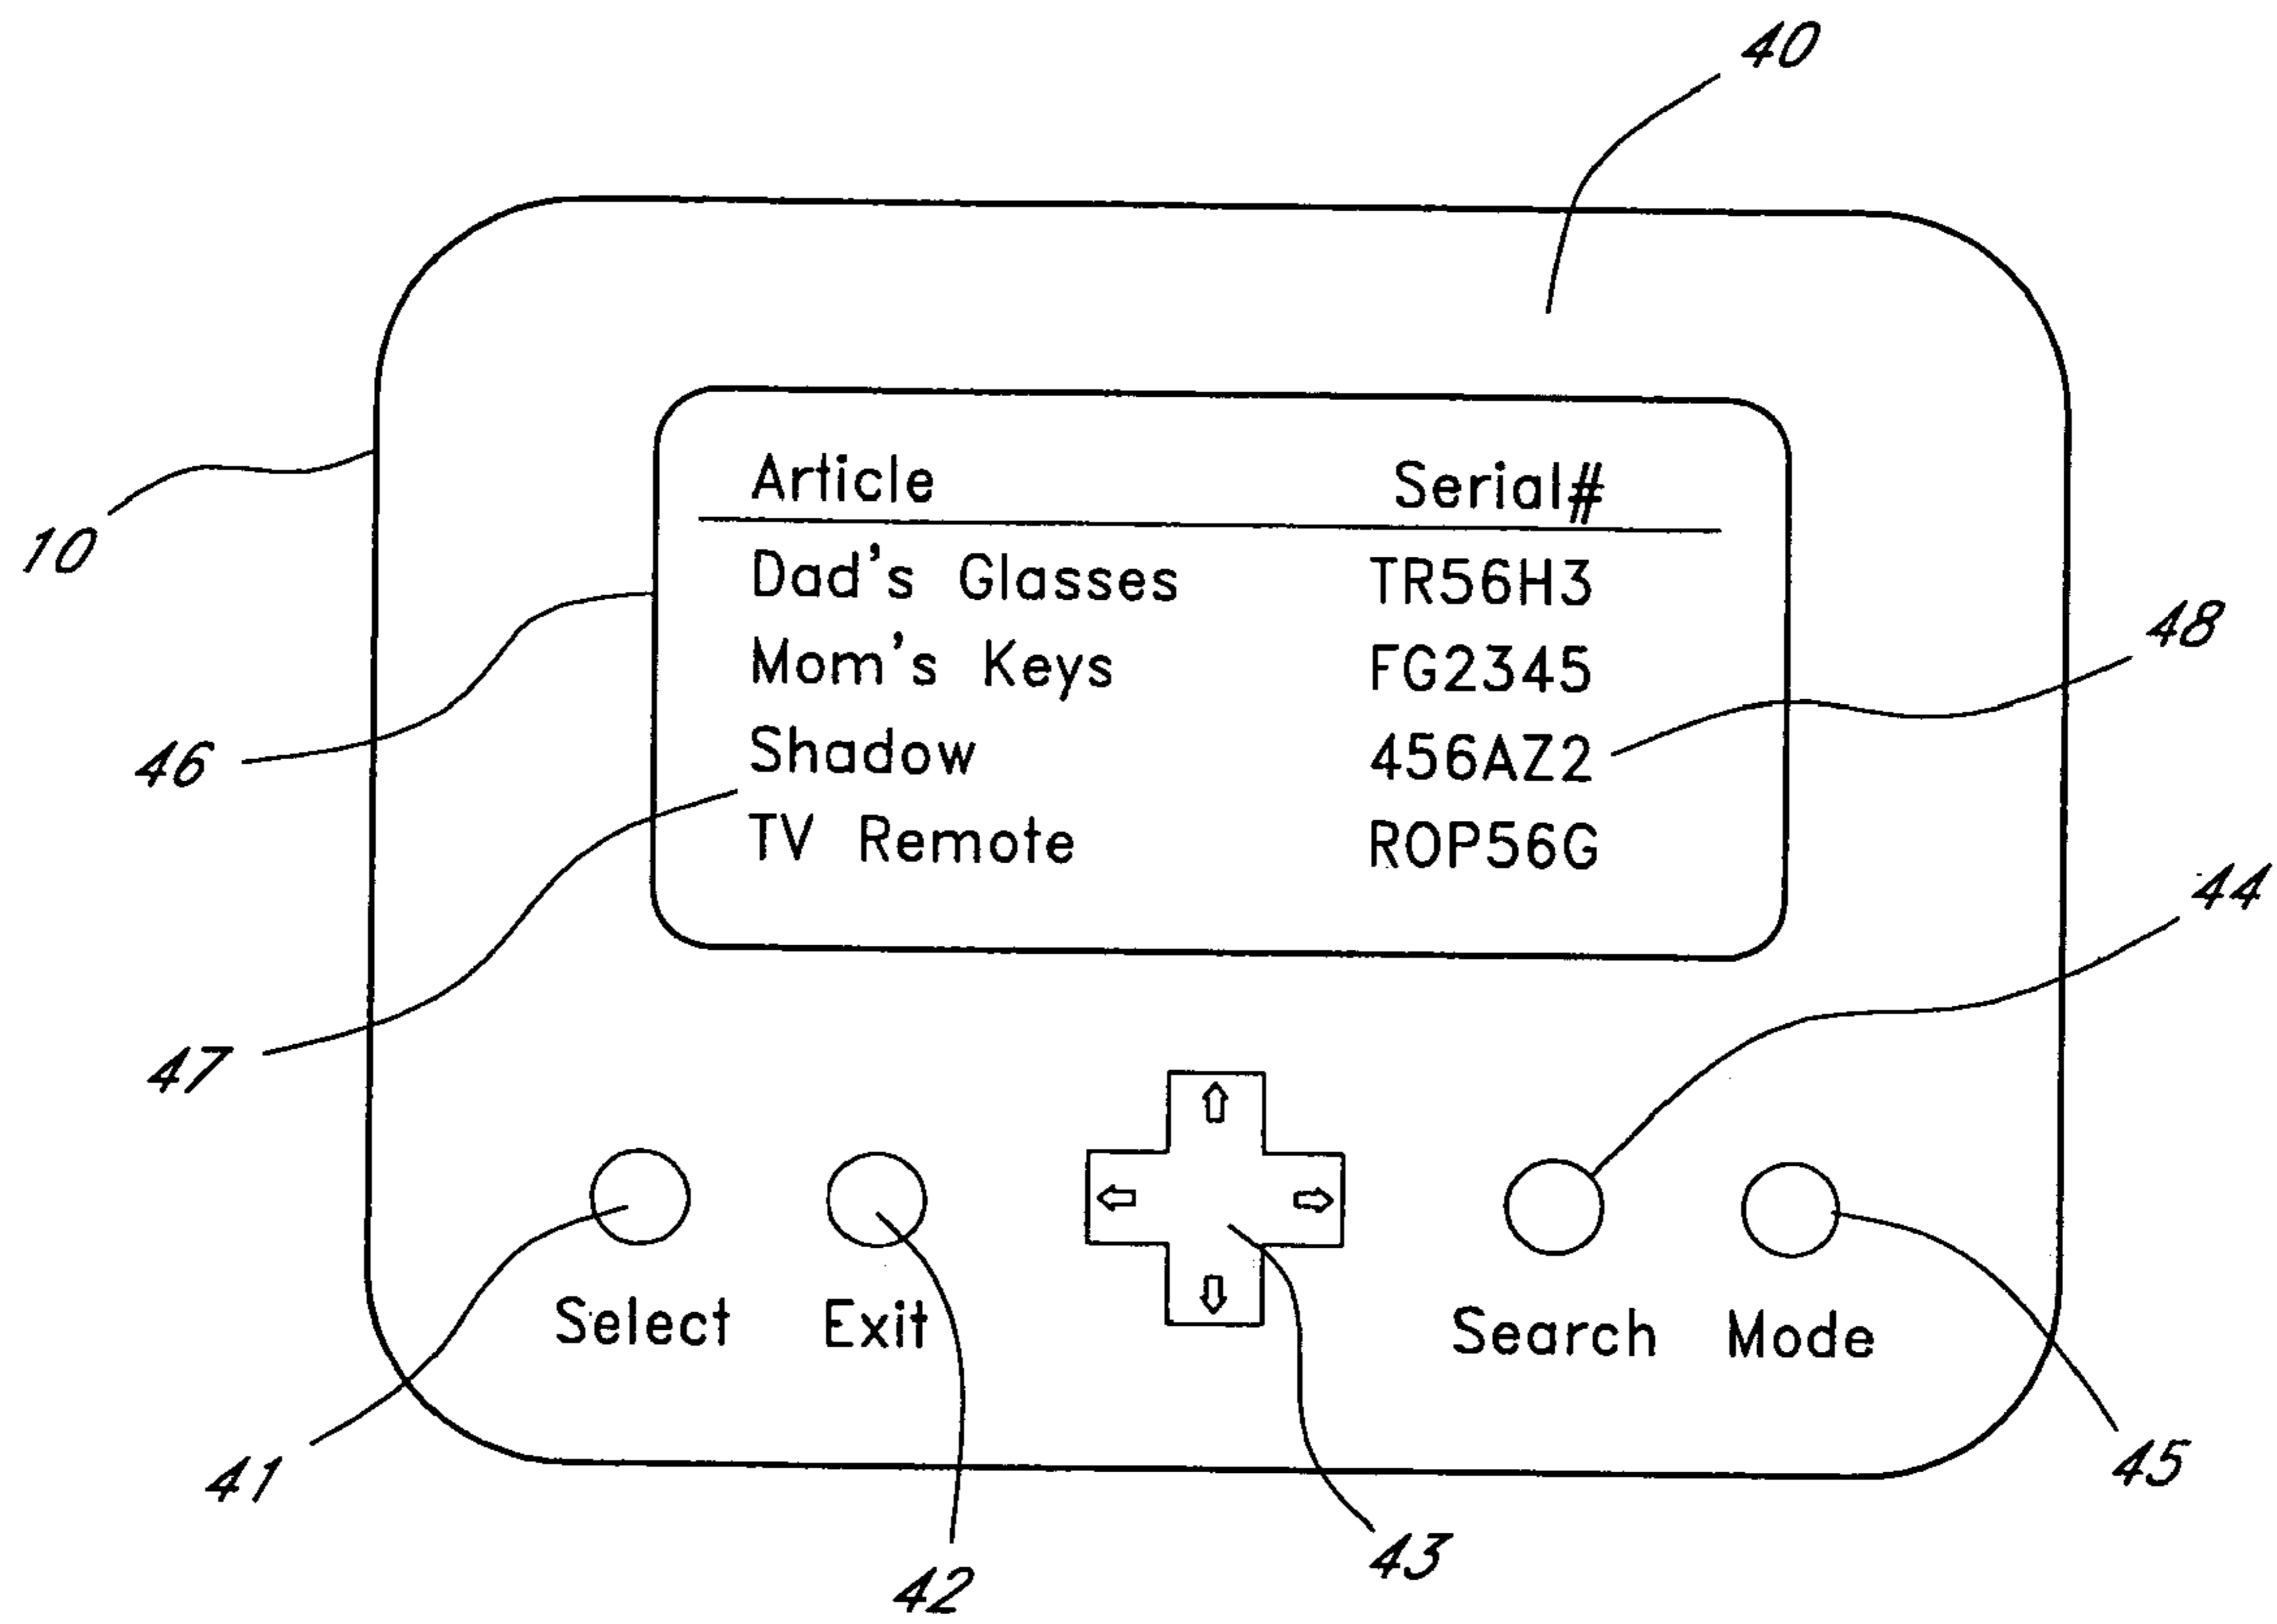 40
10
Article Serial#
Dad's Glasses TR56H3
Mom's Keys FG2345
48
46
Shadow 456AZ2
TV Remote ROP56G
44
47
Select Exit Search Mode
41
45
42
43